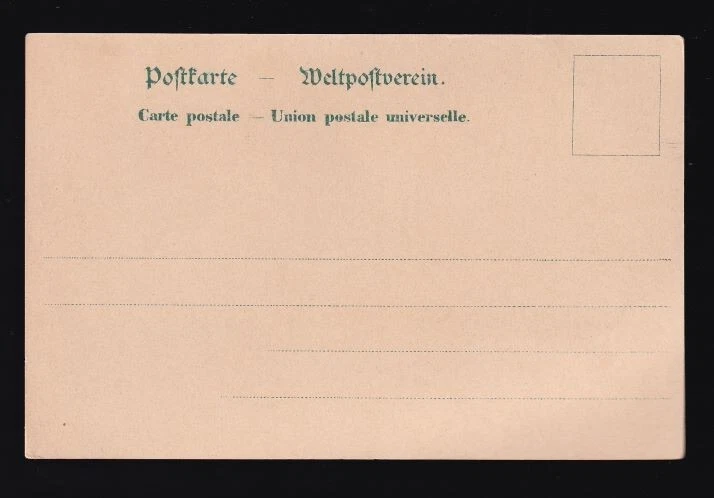 Postkarte — Weltpostverein.
Carte postale — Union postale universelle.